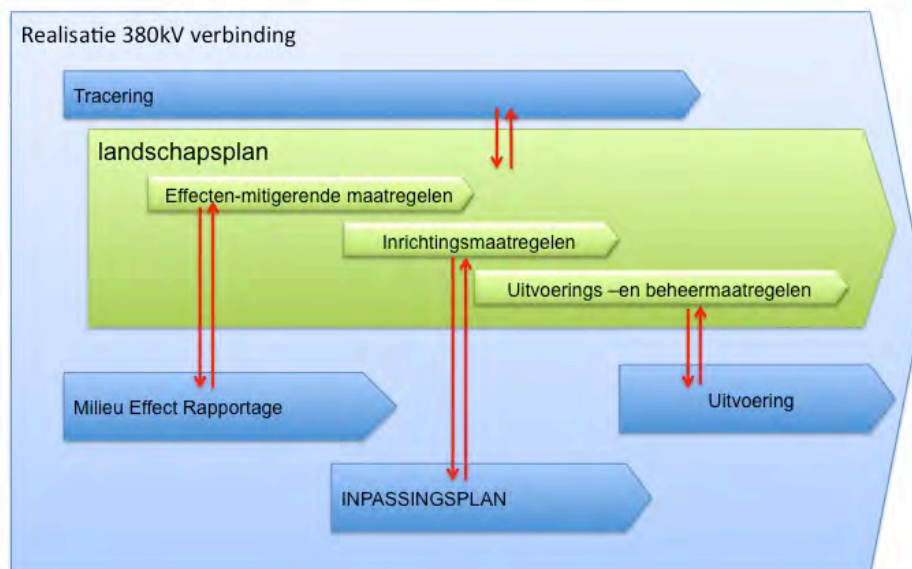 Realisatie 380kV verbinding
Tracering
landschapsplan
Effecten-mitigerende maatregelen
Inrichtingsmaatregelen
Uitvoerings –en beheermaatregelen
Milieu Effect Rapportage
Uitvoering
INPASSINGSPLAN